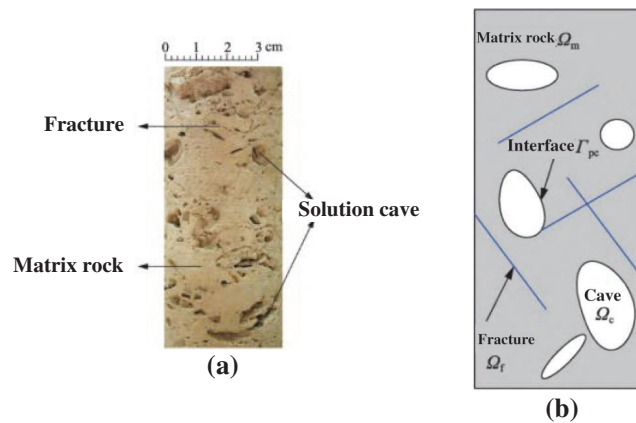 0 1 2 3 cm
Fracture
Solution cave
Matrix rock
(a)
Matrix rock Ωm
Interface Γpc
Cave
Ωc
Fracture
Ωf
(b)